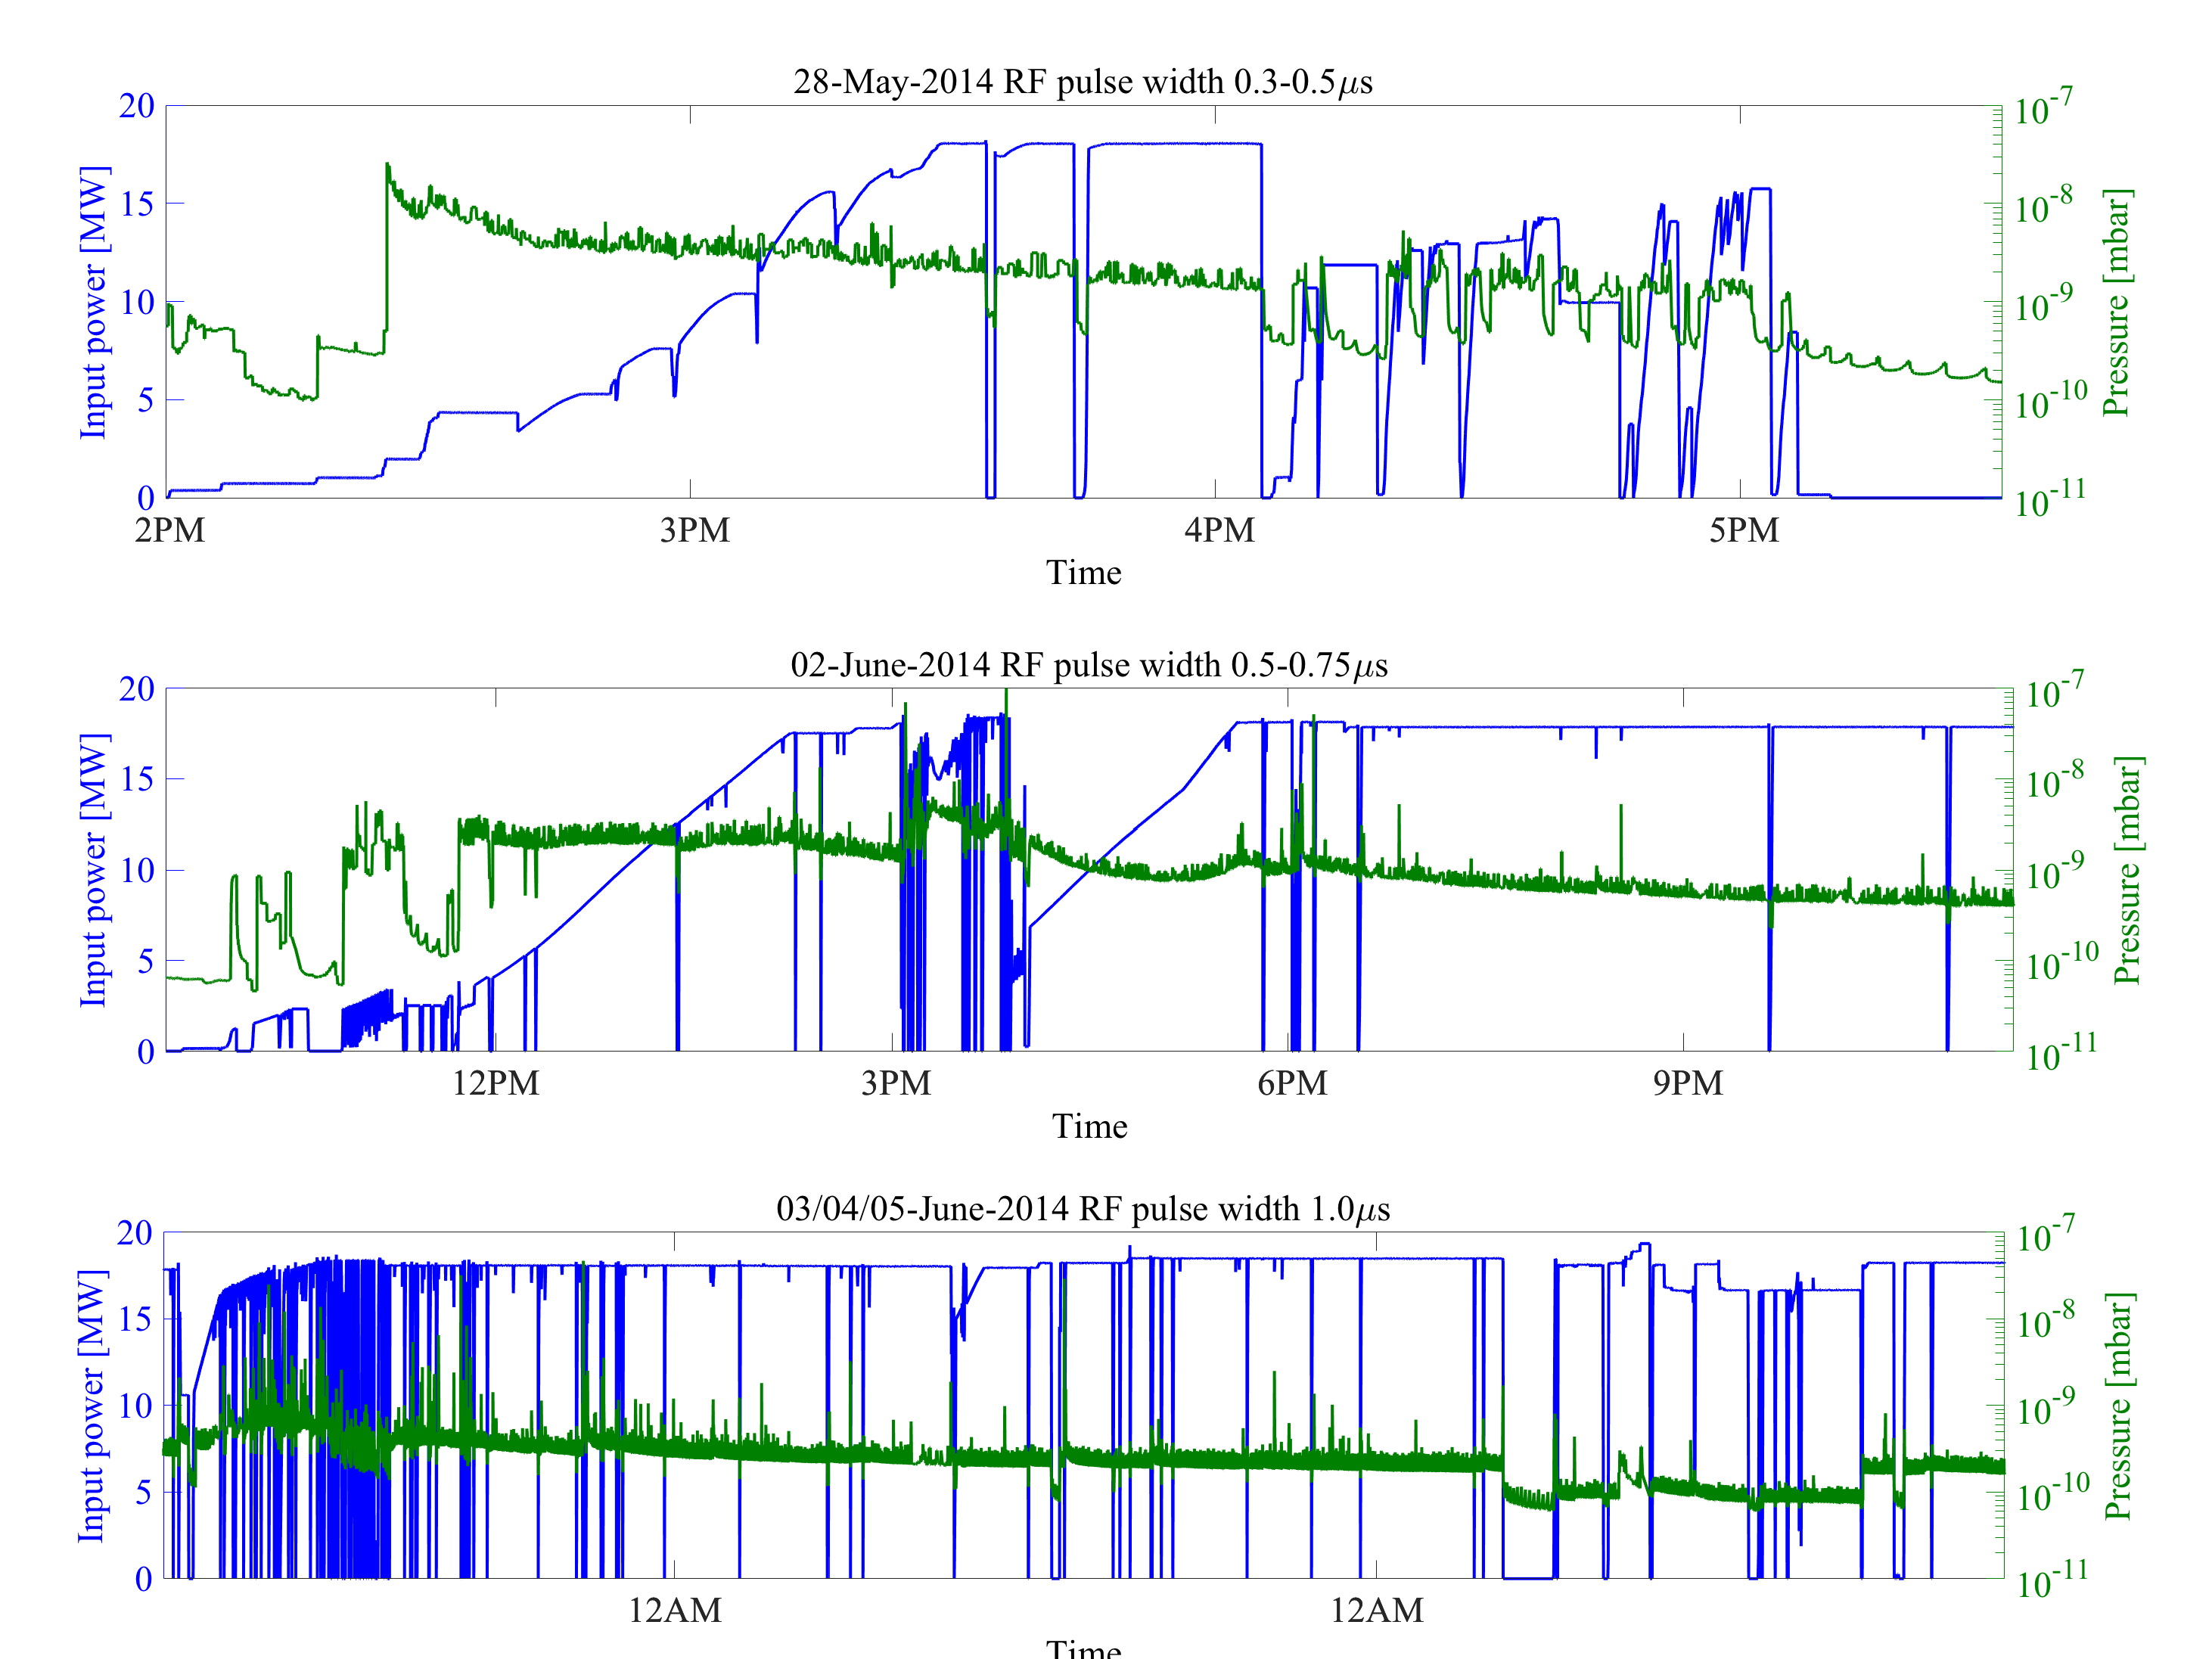 28-May-2014 RF pulse width 0.3-0.5μs
20
15
10
5
0
Input power [MW]
10-7
10-8
10-9
10-10
10-11
Pressure [mbar]
2PM 3PM 4PM 5PM
Time
02-June-2014 RF pulse width 0.5-0.75μs
20
15
10
5
0
Input power [MW]
10-7
10-8
10-9
10-10
10-11
Pressure [mbar]
12PM 3PM 6PM 9PM
Time
03/04/05-June-2014 RF pulse width 1.0μs
20
15
10
5
0
Input power [MW]
10-7
10-8
10-9
10-10
10-11
Pressure [mbar]
12AM 12AM
Time